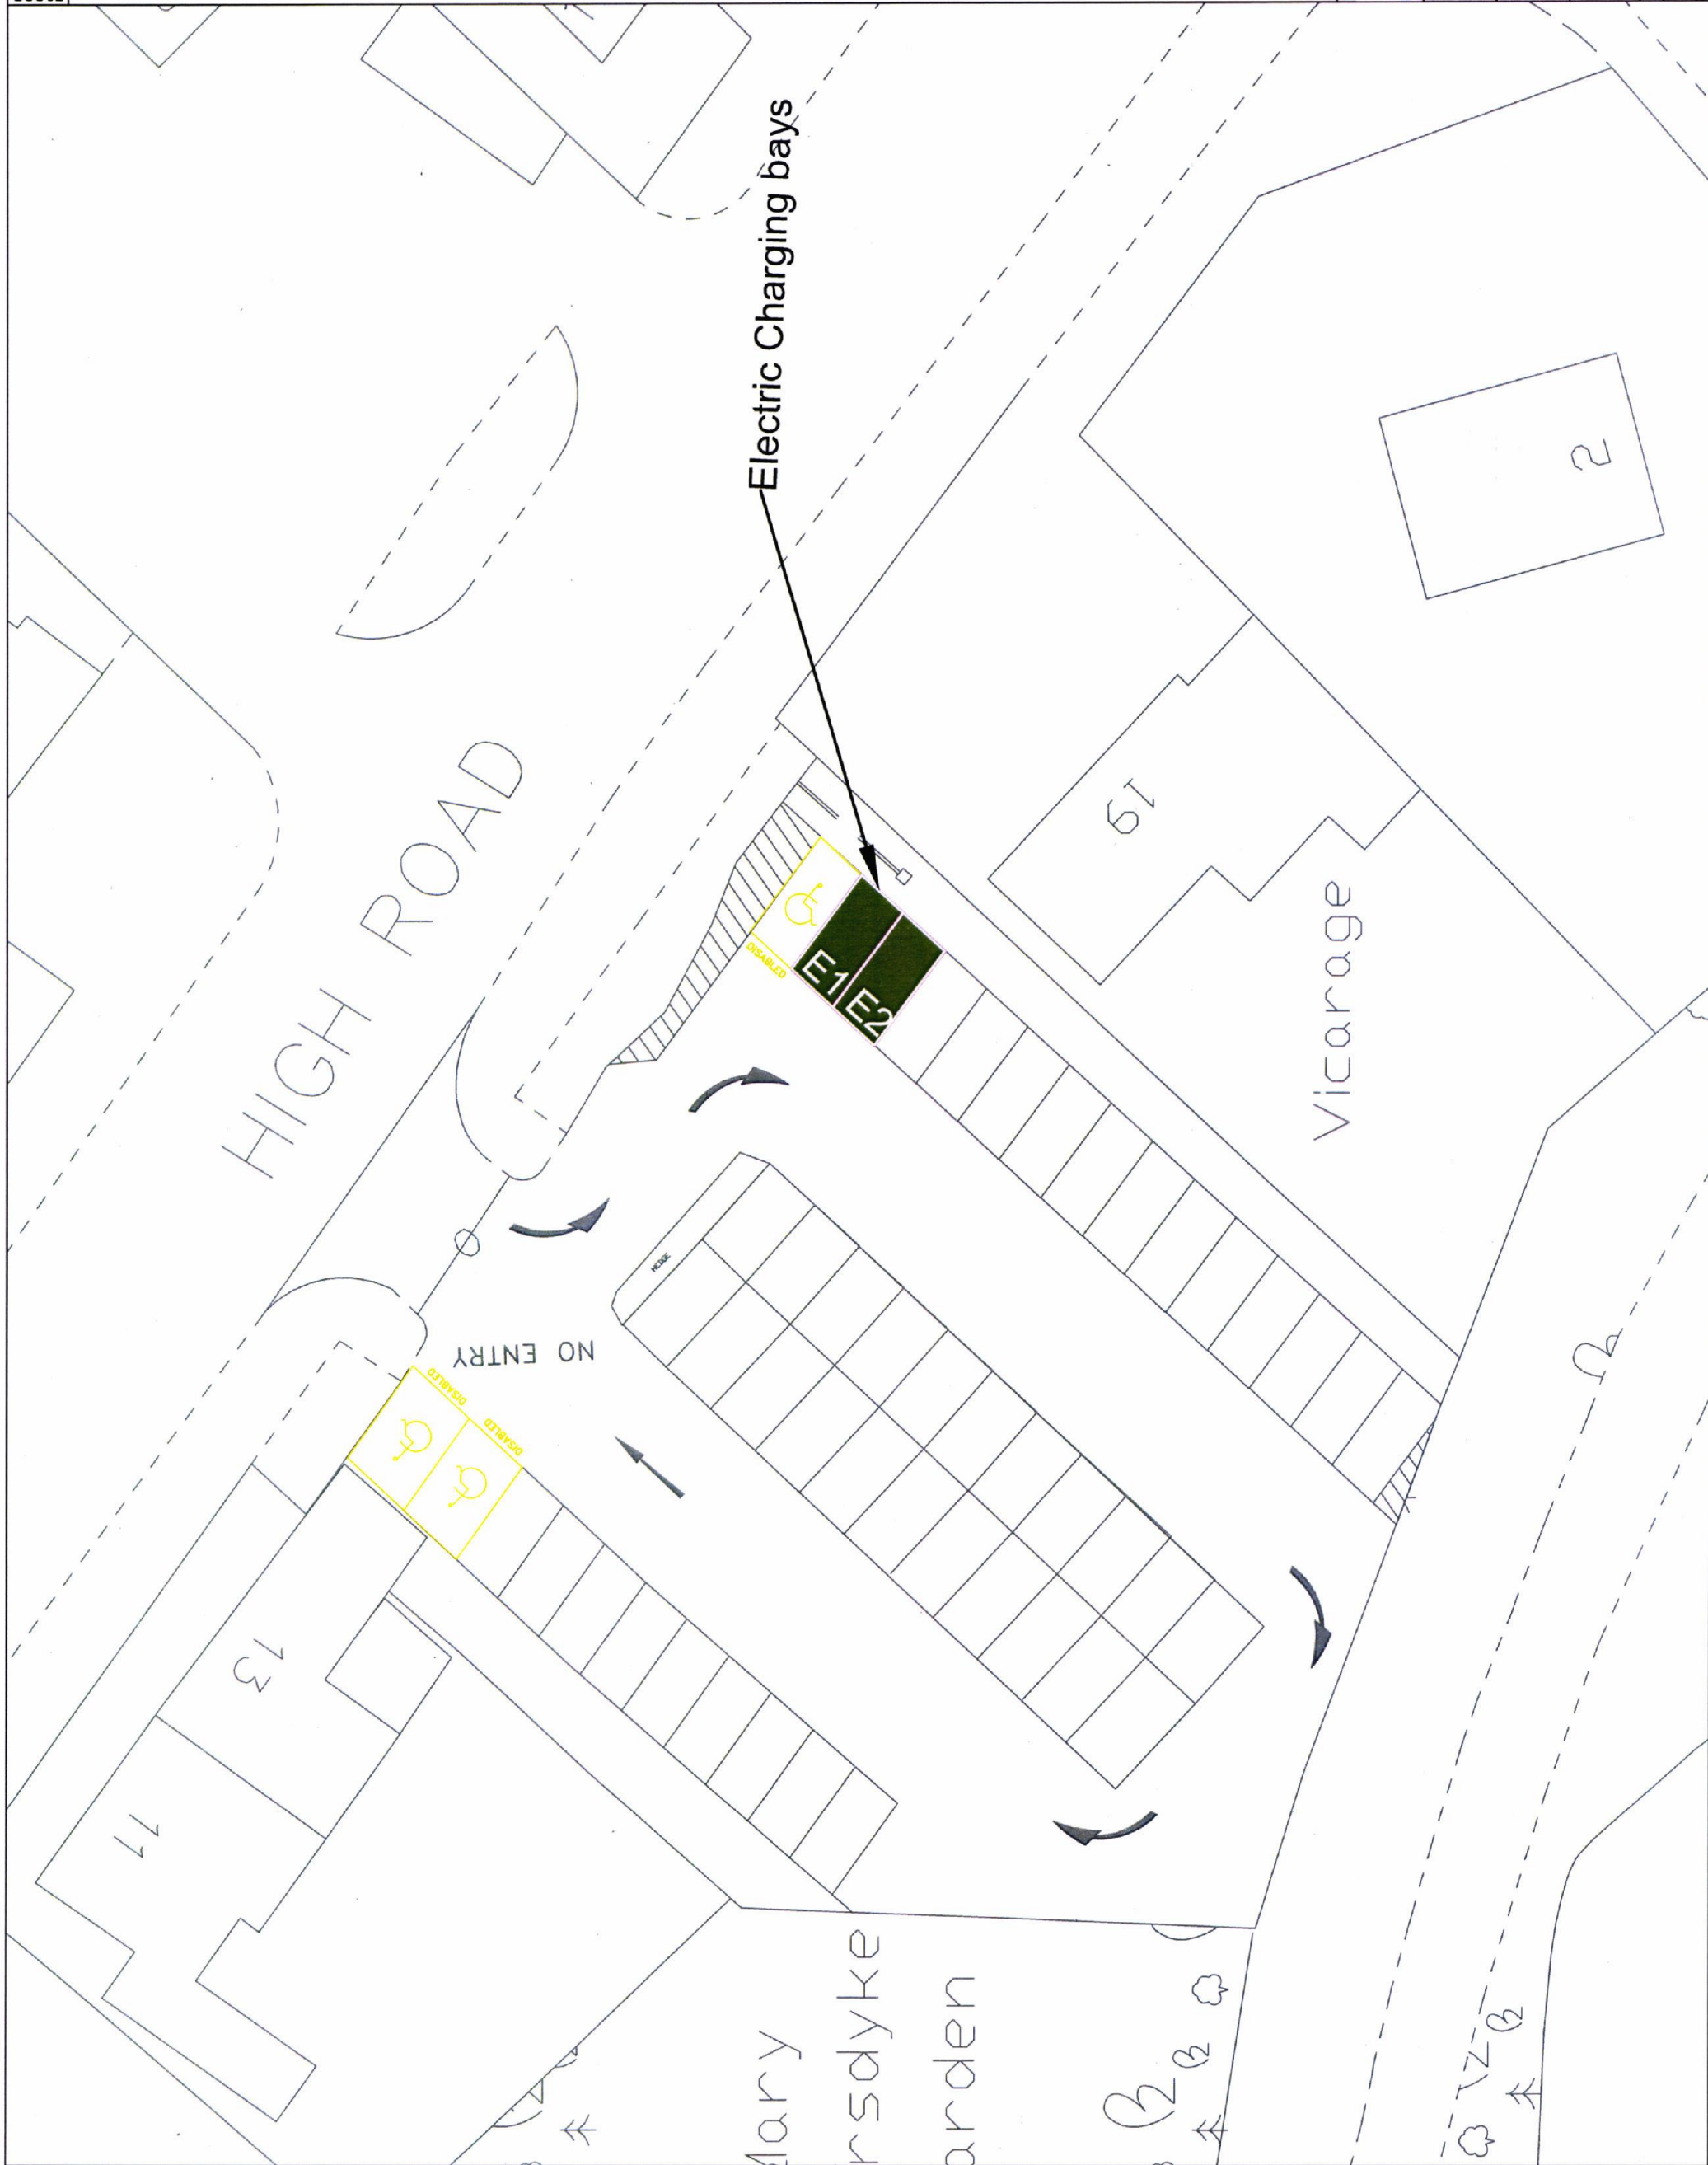 Electric Charging bays
HIGH ROAD
2
19
Vicarage
DISABLED
E1
E2
HEDGE
NO ENTRY
DISABLED
DISABLED
13
11
rsdyke
arden